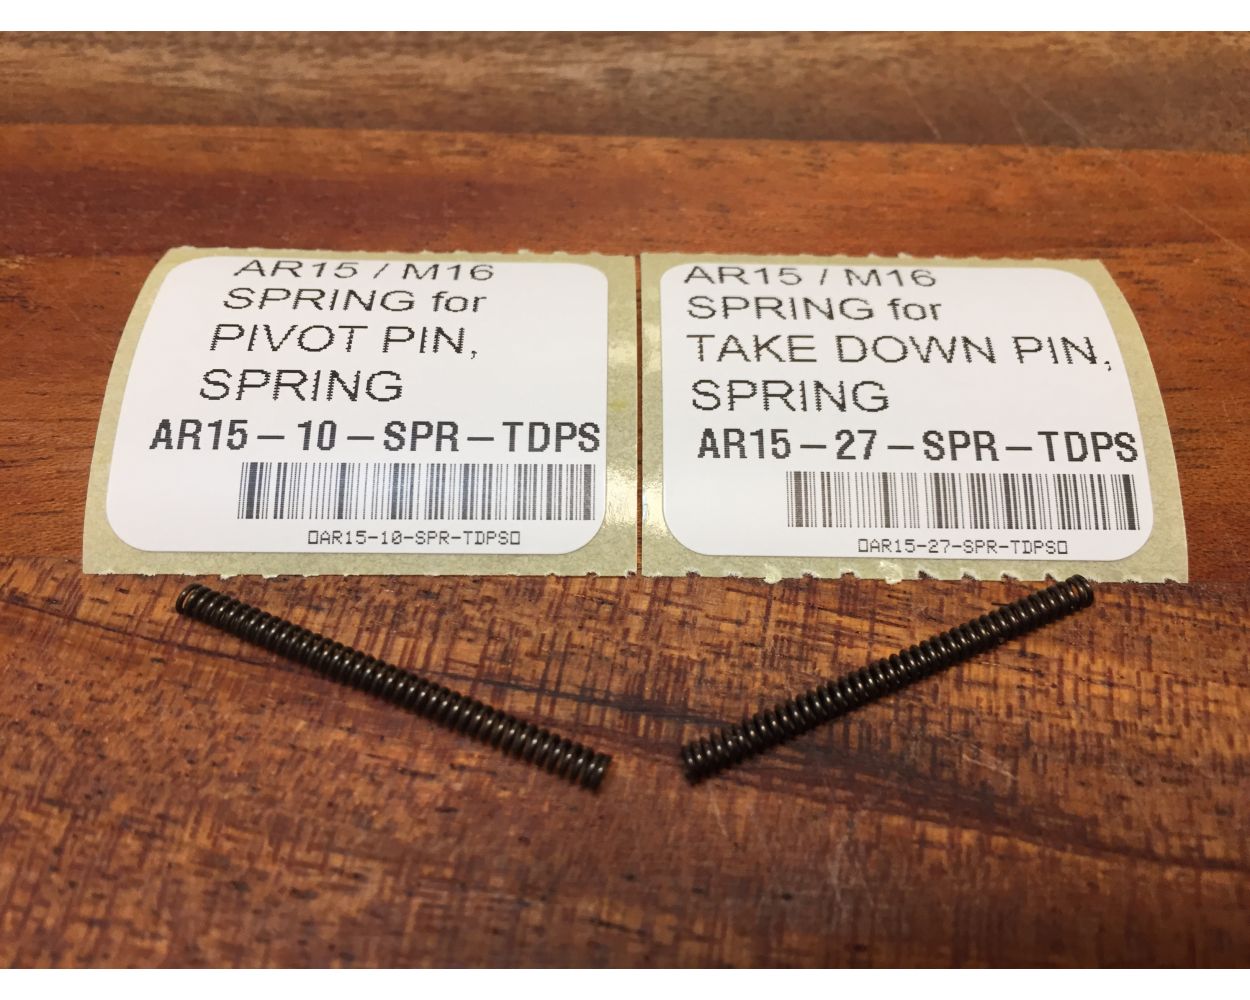 AR15 / M16
SPRING for
PIVOT PIN,
SPRING
AR15-10-SPR-TDPS
▯AR15-10-SPR-TDPS▯
AR15 / M16
SPRING for
TAKE DOWN PIN,
SPRING
AR15-27-SPR-TDPS
▯AR15-27-SPR-TDPS▯